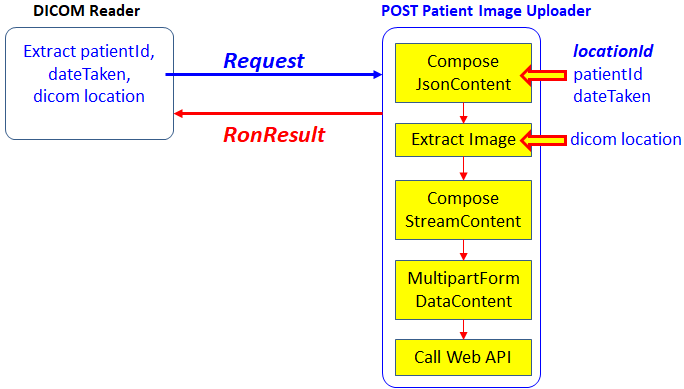 DICOM Reader
POST Patient Image Uploader
Extract patientId,
dateTaken,
dicom location
Request
RonResult
Compose
JsonContent
locationId
patientId
dateTaken
Extract Image
dicom location
Compose
StreamContent
MultipartForm
DataContent
Call Web API